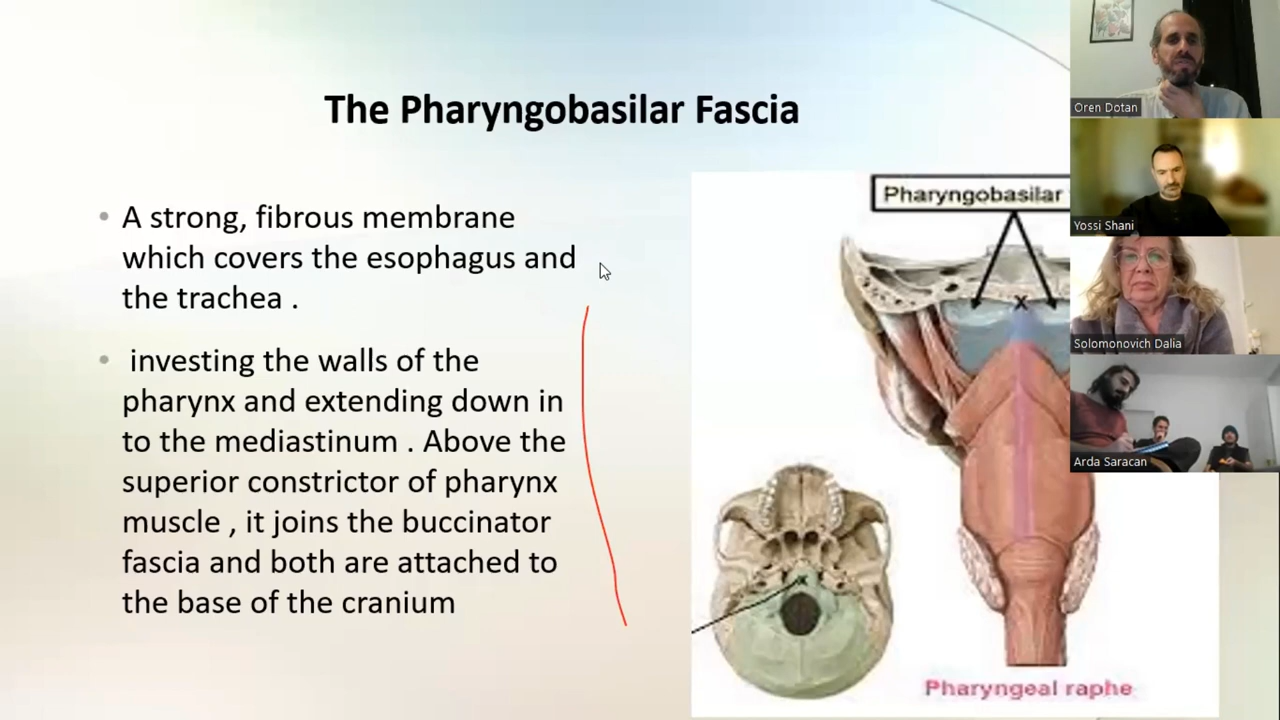 The Pharyngobasilar Fascia
• A strong, fibrous membrane
which covers the esophagus and
the trachea .
• investing the walls of the
pharynx and extending down in
to the mediastinum . Above the
superior constrictor of pharynx
muscle , it joins the buccinator
fascia and both are attached to
the base of the cranium
Pharyngobasilar
x
x
Pharyngeal raphe
Oren Dotan
Yossi Shani
Solomonovich Dalia
Arda Saracan